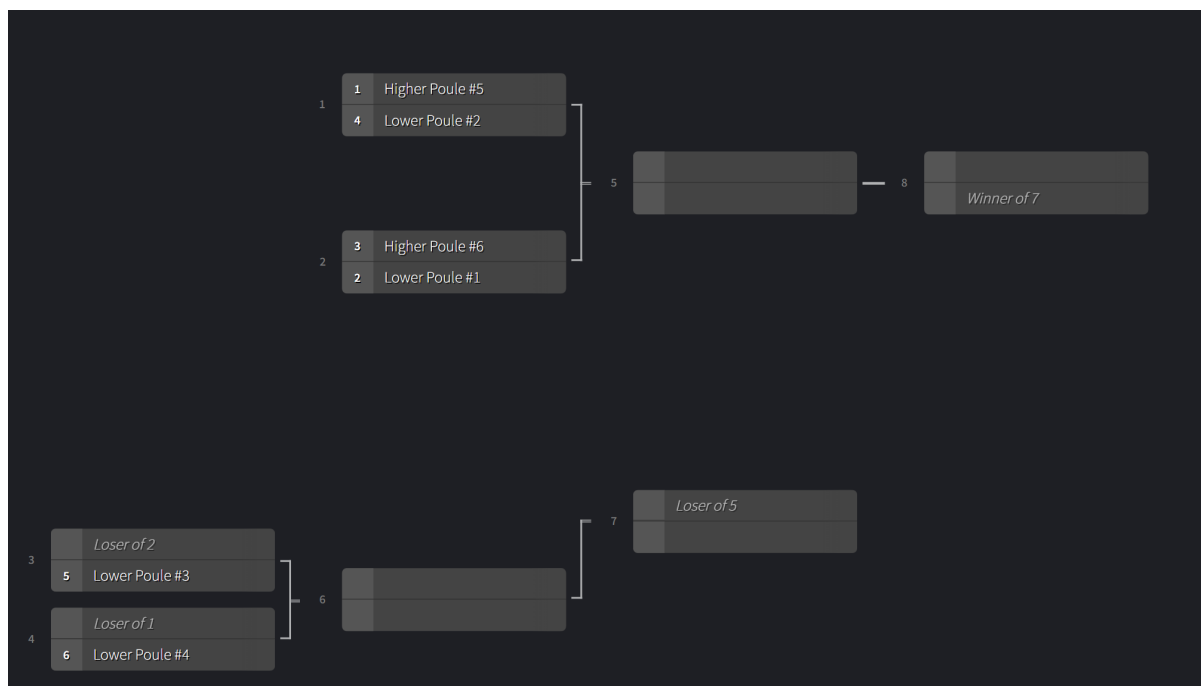 1
1 Higher Poule #5
4 Lower Poule #2
2
3 Higher Poule #6
2 Lower Poule #1
5
8
Winner of 7
3
Loser of 2
5 Lower Poule #3
4
Loser of 1
6 Lower Poule #4
6
7
Loser of 5